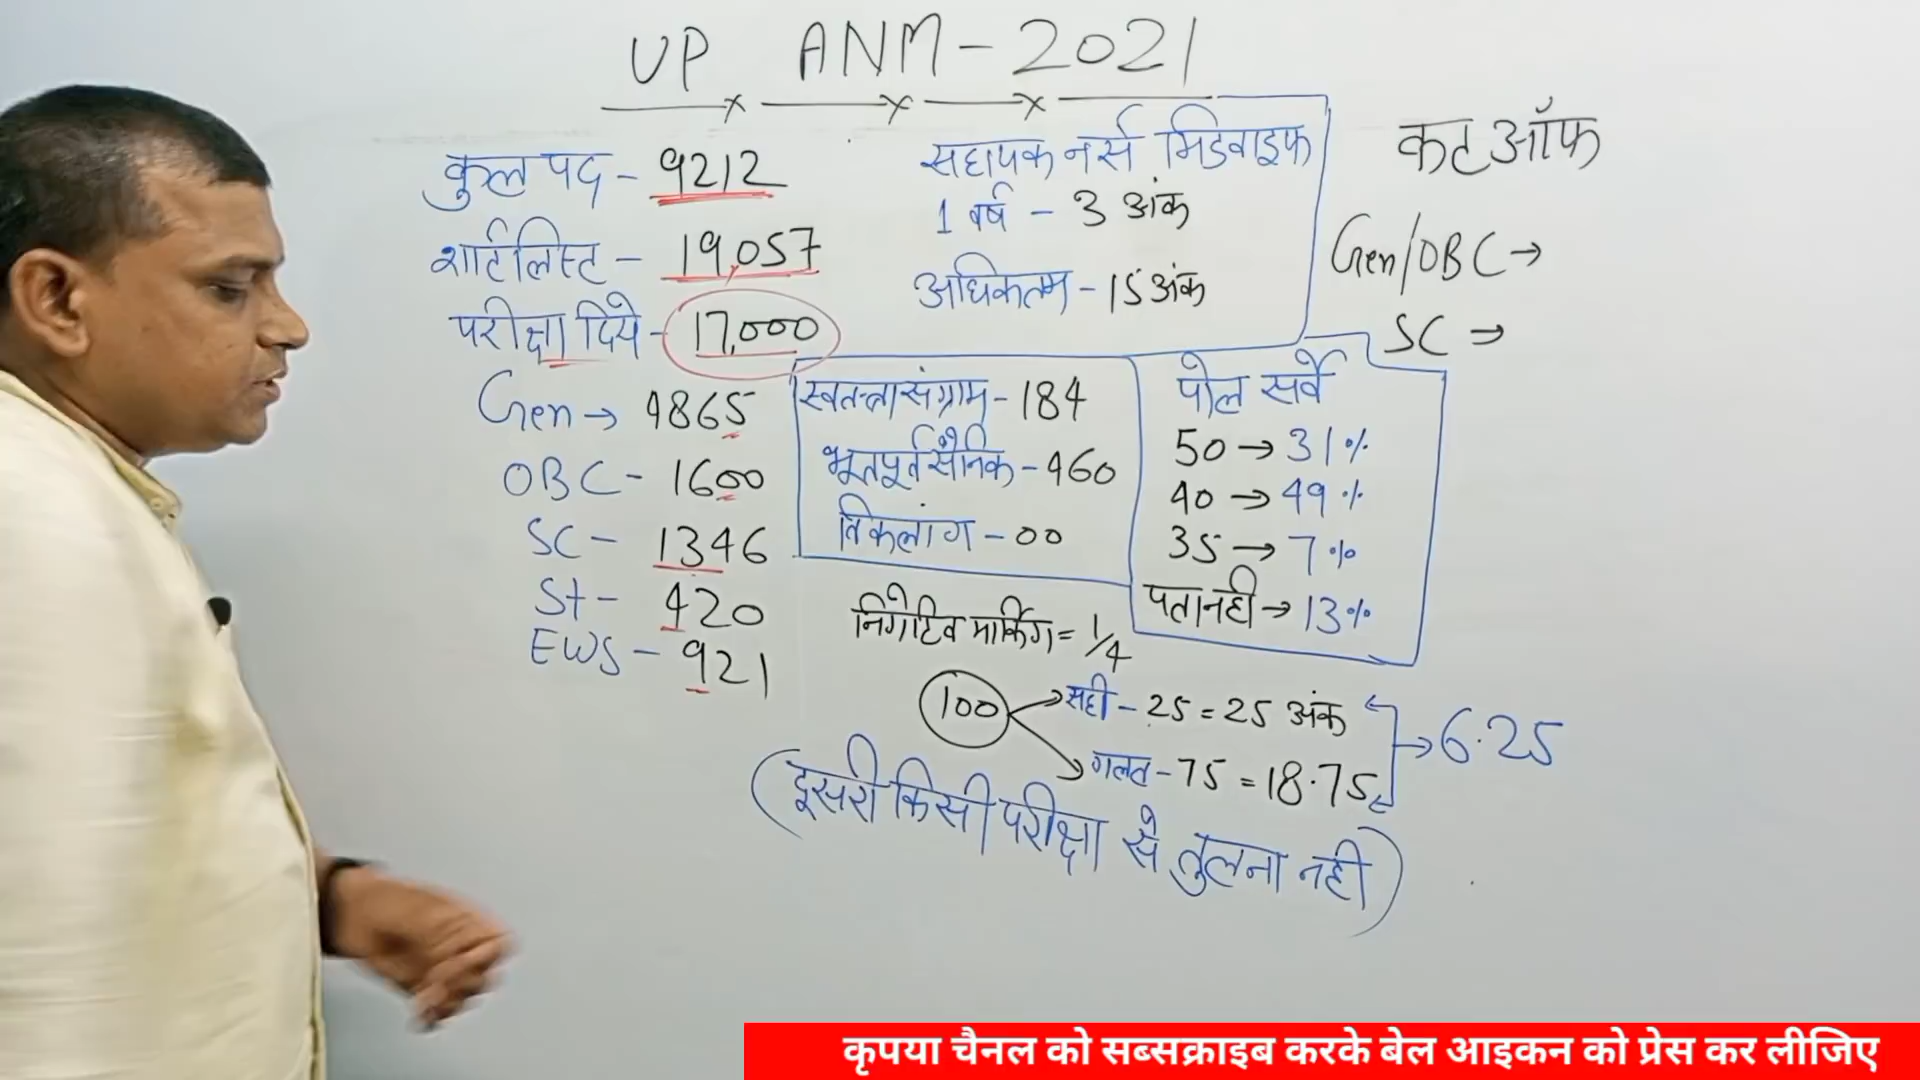 UP ANM - 2021
कुल पद - 9212
शार्टलिस्ट - 19,057
परीक्षा दिये - 17,000
Gen → 4865
OBC - 1600
SC - 1346
St - 420
EWS - 921
सहायक नर्स मिडवाइफ
1 वर्ष - 3 अंक
अधिकतम - 15 अंक
स्वतन्त्रता संग्राम - 184
भूतपूर्व सैनिक - 460
विकलांग - 00
पोल सर्वे
50 → 31%
40 → 49%
35 → 7%
पता नही → 13%
कट ऑफ
Gen/OBC →
SC →
निगेटिव मार्किंग = 1/4
100
सही - 25 = 25 अंक
गलत - 75 = 18.75
→ 6.25
(दूसरी किसी परीक्षा से तुलना नही)
कृपया चैनल को सब्सक्राइब करके बेल आइकन को प्रेस कर लीजिए